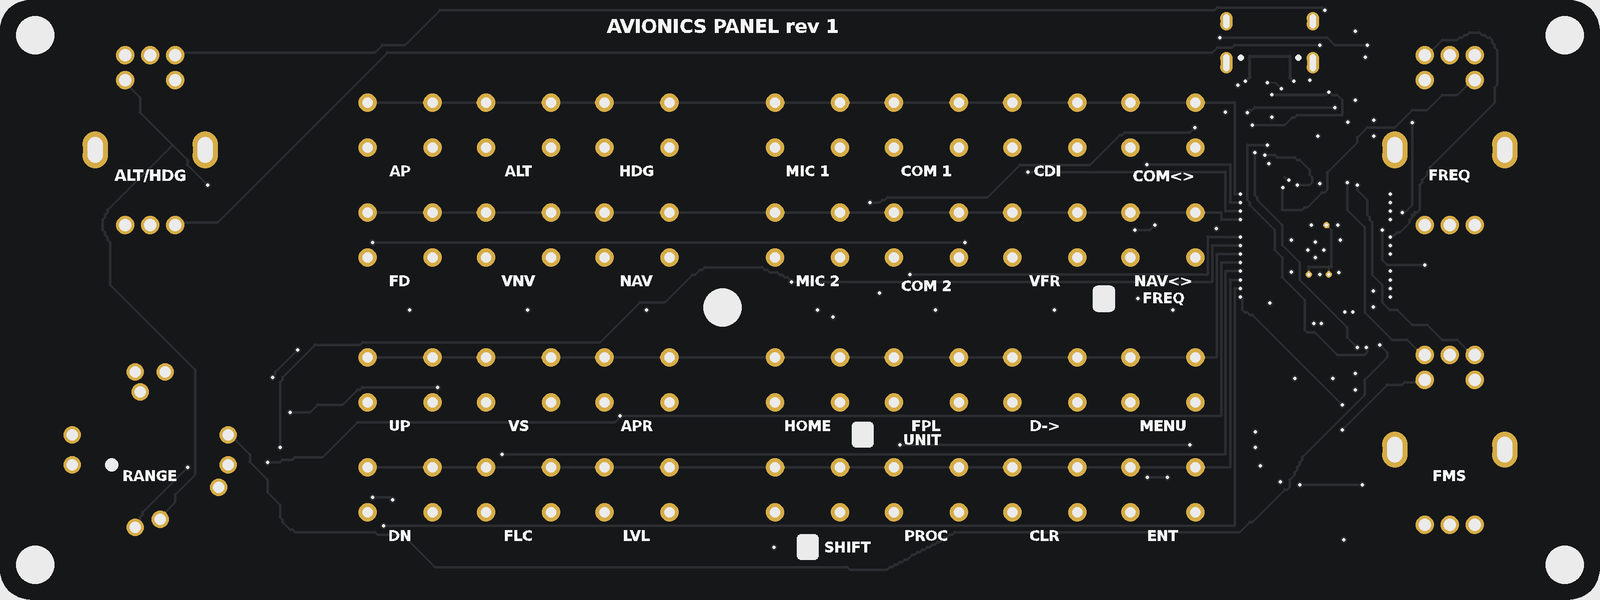 AVIONICS PANEL rev 1
AP ALT HDG MIC 1 COM 1 CDI COM<>
ALT/HDG FREQ
FD VNV NAV MIC 2 COM 2 VFR NAV<>
FREQ
UP VS APR HOME FPL D-> MENU
UNIT
RANGE FMS
DN FLC LVL PROC CLR ENT
SHIFT